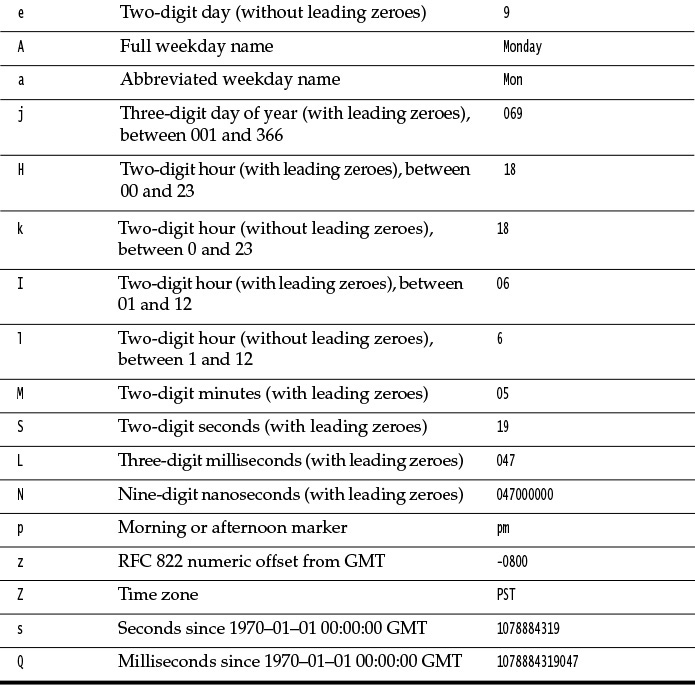 e Two-digit day (without leading zeroes) 9
A Full weekday name Monday
a Abbreviated weekday name Mon
j Three-digit day of year (with leading zeroes), 069
between 001 and 366
H Two-digit hour (with leading zeroes), between 18
00 and 23
k Two-digit hour (without leading zeroes), 18
between 0 and 23
I Two-digit hour (with leading zeroes), between 06
01 and 12
l Two-digit hour (without leading zeroes), 6
between 1 and 12
M Two-digit minutes (with leading zeroes) 05
S Two-digit seconds (with leading zeroes) 19
L Three-digit milliseconds (with leading zeroes) 047
N Nine-digit nanoseconds (with leading zeroes) 047000000
p Morning or afternoon marker pm
z RFC 822 numeric offset from GMT -0800
Z Time zone PST
s Seconds since 1970–01–01 00:00:00 GMT 1078884319
Q Milliseconds since 1970–01–01 00:00:00 GMT 1078884319047